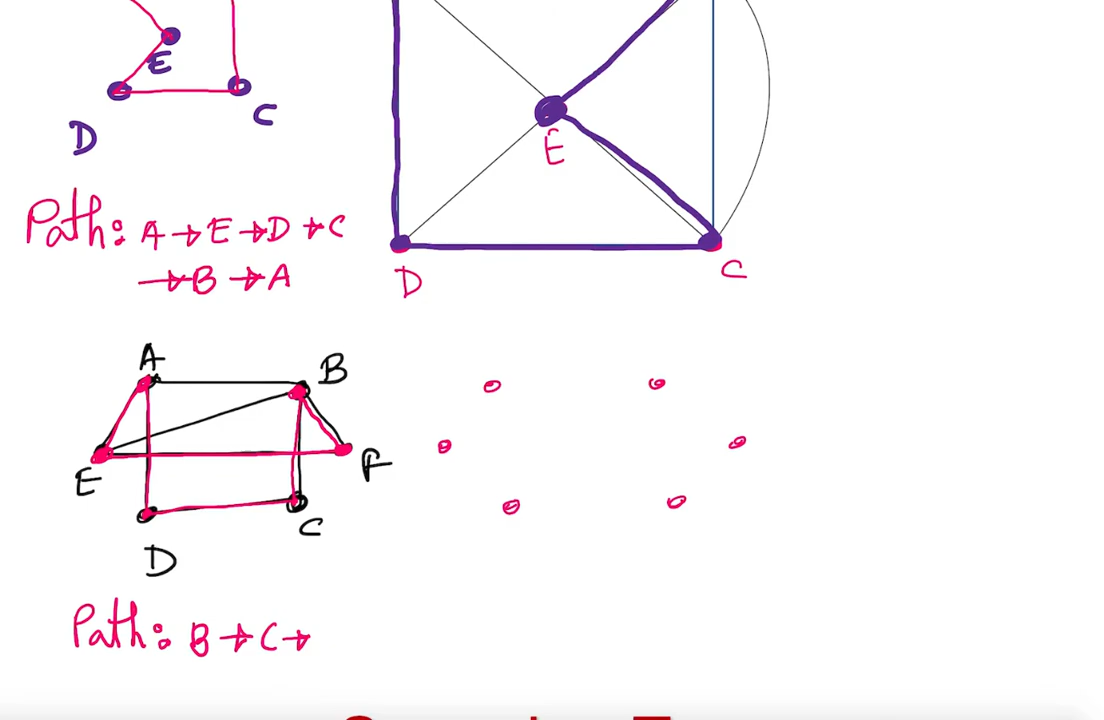 E
D
C
E
Path: A → E → D → C
→ B → A
D
C
A
B
E
F
C
D
Path: B → C →